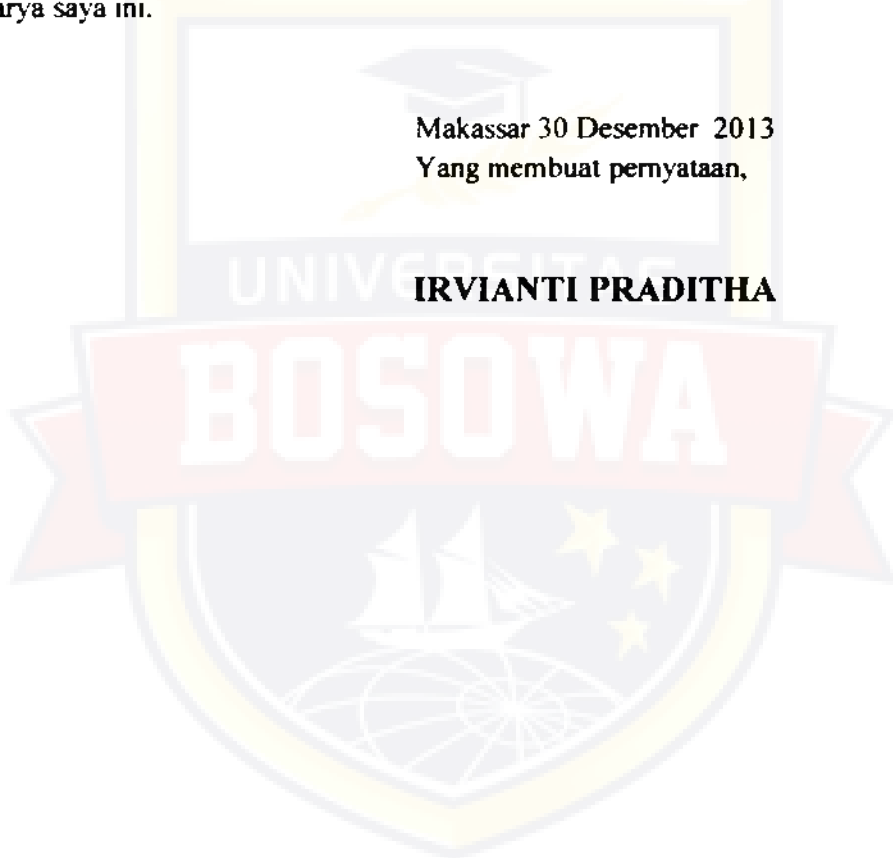 arya saya ini.
Makassar 30 Desember 2013
Yang membuat pernyataan,
UNIVERSITAS
IRVIANTI PRADITHA
BOSOWA